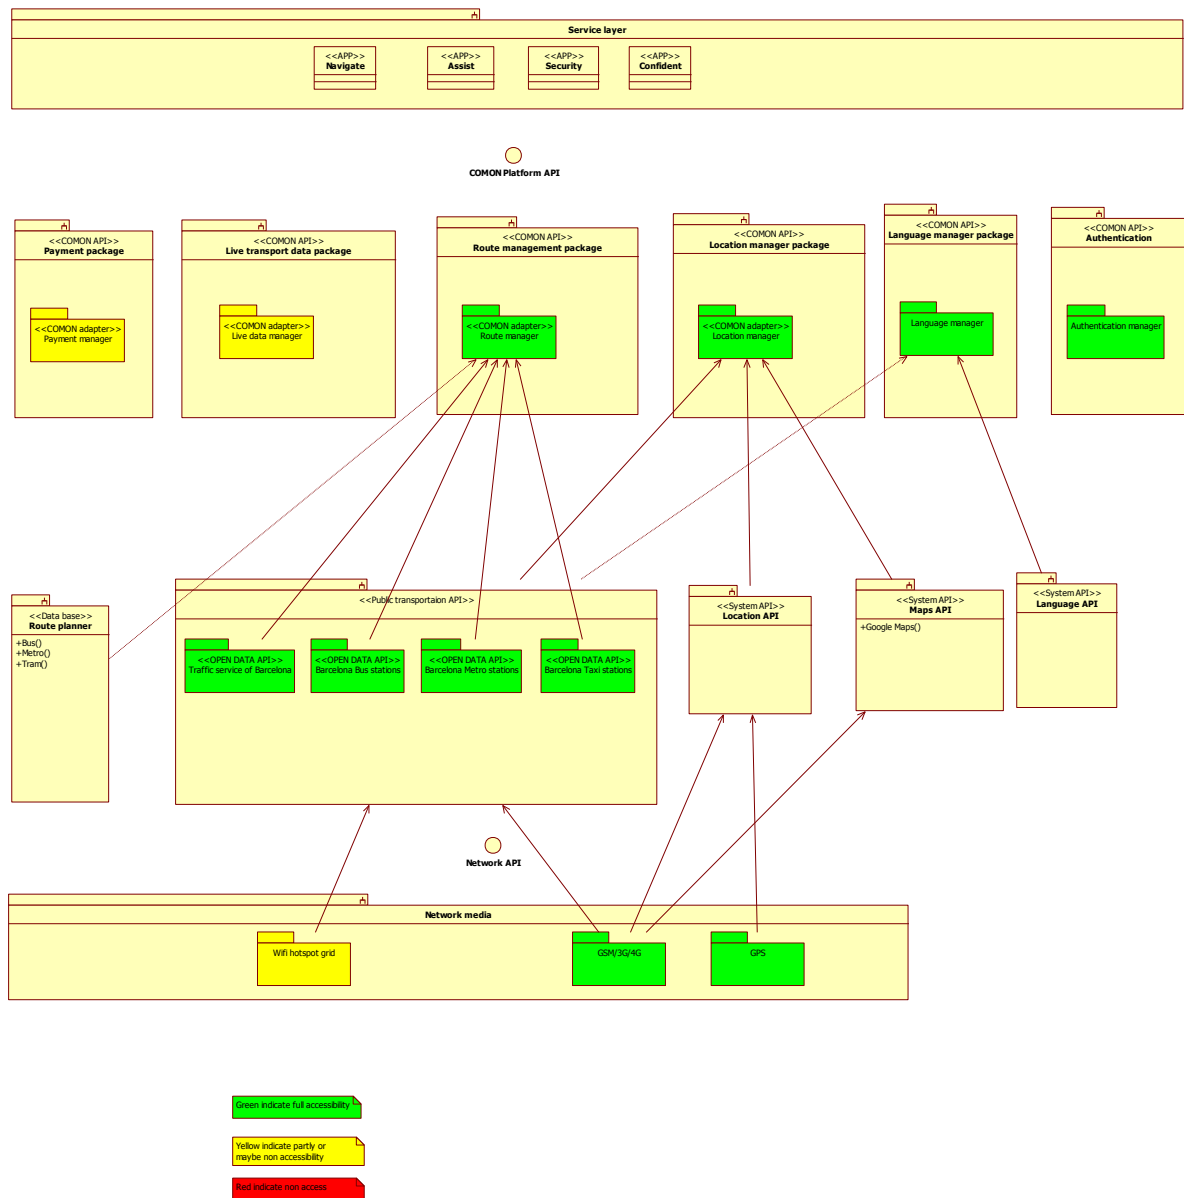 Service layer
<<APP>>
Navigate
<<APP>>
Assist
<<APP>>
Security
<<APP>>
Confident
COMON Platform API
<<COMON API>>
Payment package
<<COMON API>>
Live transport data package
<<COMON API>>
Route management package
<<COMON API>>
Location manager package
<<COMON API>>
Language manager package
<<COMON API>>
Authentication
<<COMON adapter>>
Payment manager
<<COMON adapter>>
Live data manager
<<COMON adapter>>
Route manager
<<COMON adapter>>
Location manager
Language manager
Authentication manager
<<Data base>>
Route planner
+Bus()
+Metro()
+Tram()
<<Public transportaion API>>
<<OPEN DATA API>>
Traffic service of Barcelona
<<OPEN DATA API>>
Barcelona Bus stations
<<OPEN DATA API>>
Barcelona Metro stations
<<OPEN DATA API>>
Barcelona Taxi stations
<<System API>>
Location API
<<System API>>
Maps API
+Google Maps()
<<System API>>
Language API
Network API
Network media
Wifi hotspot grid
GSM/3G/4G
GPS
Green indicate full accessibility
Yellow indicate partly or
maybe non accessibility
Red indicate non access